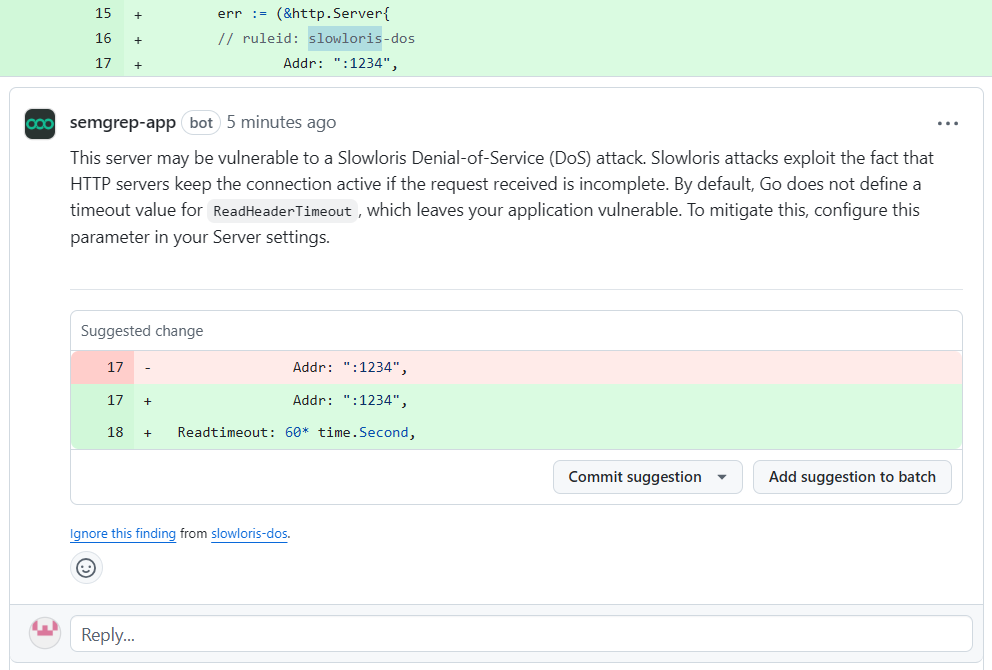 15 + err := (&http.Server{
16 + // ruleid: slowloris-dos
17 + Addr: ":1234",
semgrep-app bot 5 minutes ago
This server may be vulnerable to a Slowloris Denial-of-Service (DoS) attack. Slowloris attacks exploit the fact that
HTTP servers keep the connection active if the request received is incomplete. By default, Go does not define a
timeout value for ReadHeaderTimeout , which leaves your application vulnerable. To mitigate this, configure this
parameter in your Server settings.
Suggested change
17 - Addr: ":1234",
17 + Addr: ":1234",
18 + Readtimeout: 60* time.Second,
Commit suggestion Add suggestion to batch
Ignore this finding from slowloris-dos.
Reply...